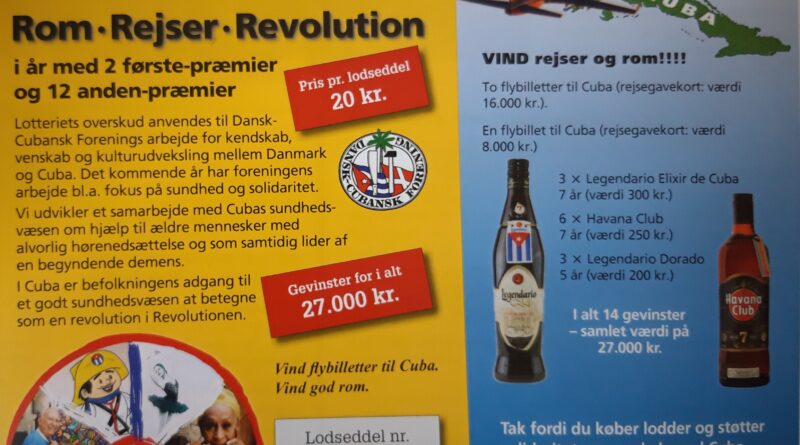 Rom · Rejser · Revolution
i år med 2 første-præmier
og 12 anden-præmier
Pris pr. lodseddel
20 kr.
Lotteriets overskud anvendes til Dansk-
Cubansk Forenings arbejde for kendskab,
venskab og kulturudveksling mellem Danmark
og Cuba. Det kommende år har foreningens
arbejde bl.a. fokus på sundhed og solidaritet.
Vi udvikler et samarbejde med Cubas sundheds-
væsen om hjælp til ældre mennesker med
alvorlig hørenedsættelse og som samtidig lider af
en begyndende demens.
I Cuba er befolkningens adgang til
et godt sundhedsvæsen at betegne
som en revolution i Revolutionen.
DANSK-CUBANSK FORENING
Gevinster for i alt
27.000 kr.
Vind flybilletter til Cuba.
Vind god rom.
Lodseddel nr.
CUBA
VIND rejser og rom!!!!
To flybilletter til Cuba (rejsegavekort: værdi
16.000 kr.).
En flybillet til Cuba (rejsegavekort: værdi
8.000 kr.)
3 × Legendario Elixir de Cuba
7 år (værdi 300 kr.)
6 × Havana Club
7 år (værdi 250 kr.)
3 × Legendario Dorado
5 år (værdi 200 kr.)
I alt 14 gevinster
– samlet værdi på
27.000 kr.
Legendario
Havana
Club
7
Tak fordi du køber lodder og støtter